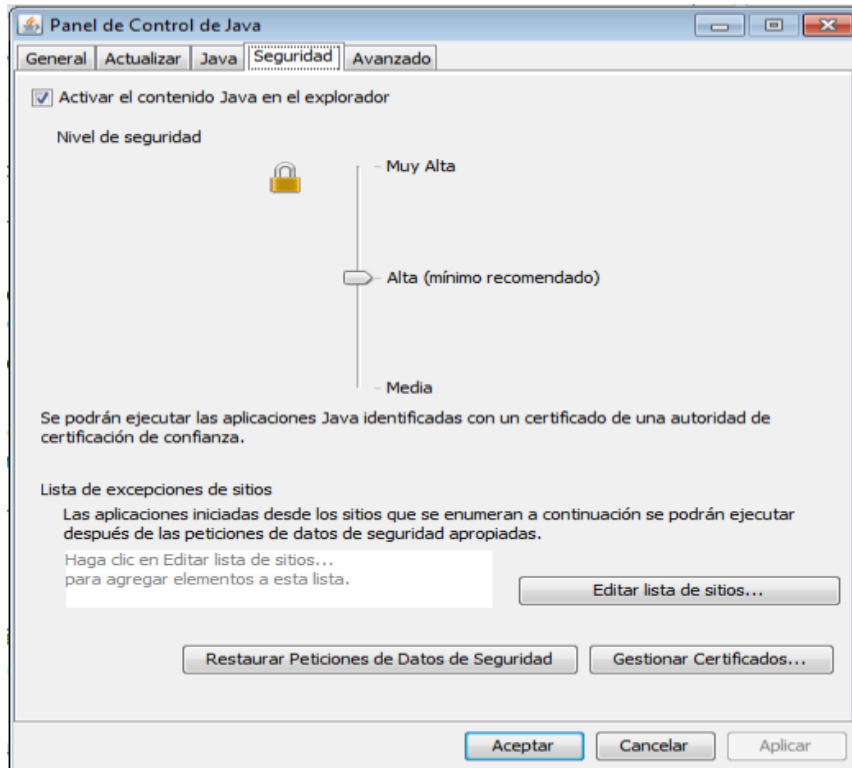 Panel de Control de Java
General Actualizar Java Seguridad Avanzado
Activar el contenido Java en el explorador
Nivel de seguridad
Muy Alta
Alta (mínimo recomendado)
Media
Se podrán ejecutar las aplicaciones Java identificadas con un certificado de una autoridad de
certificación de confianza.
Lista de excepciones de sitios
Las aplicaciones iniciadas desde los sitios que se enumeran a continuación se podrán ejecutar
después de las peticiones de datos de seguridad apropiadas.
Haga clic en Editar lista de sitios...
para agregar elementos a esta lista.
Editar lista de sitios...
Restaurar Peticiones de Datos de Seguridad Gestionar Certificados...
Aceptar Cancelar Aplicar